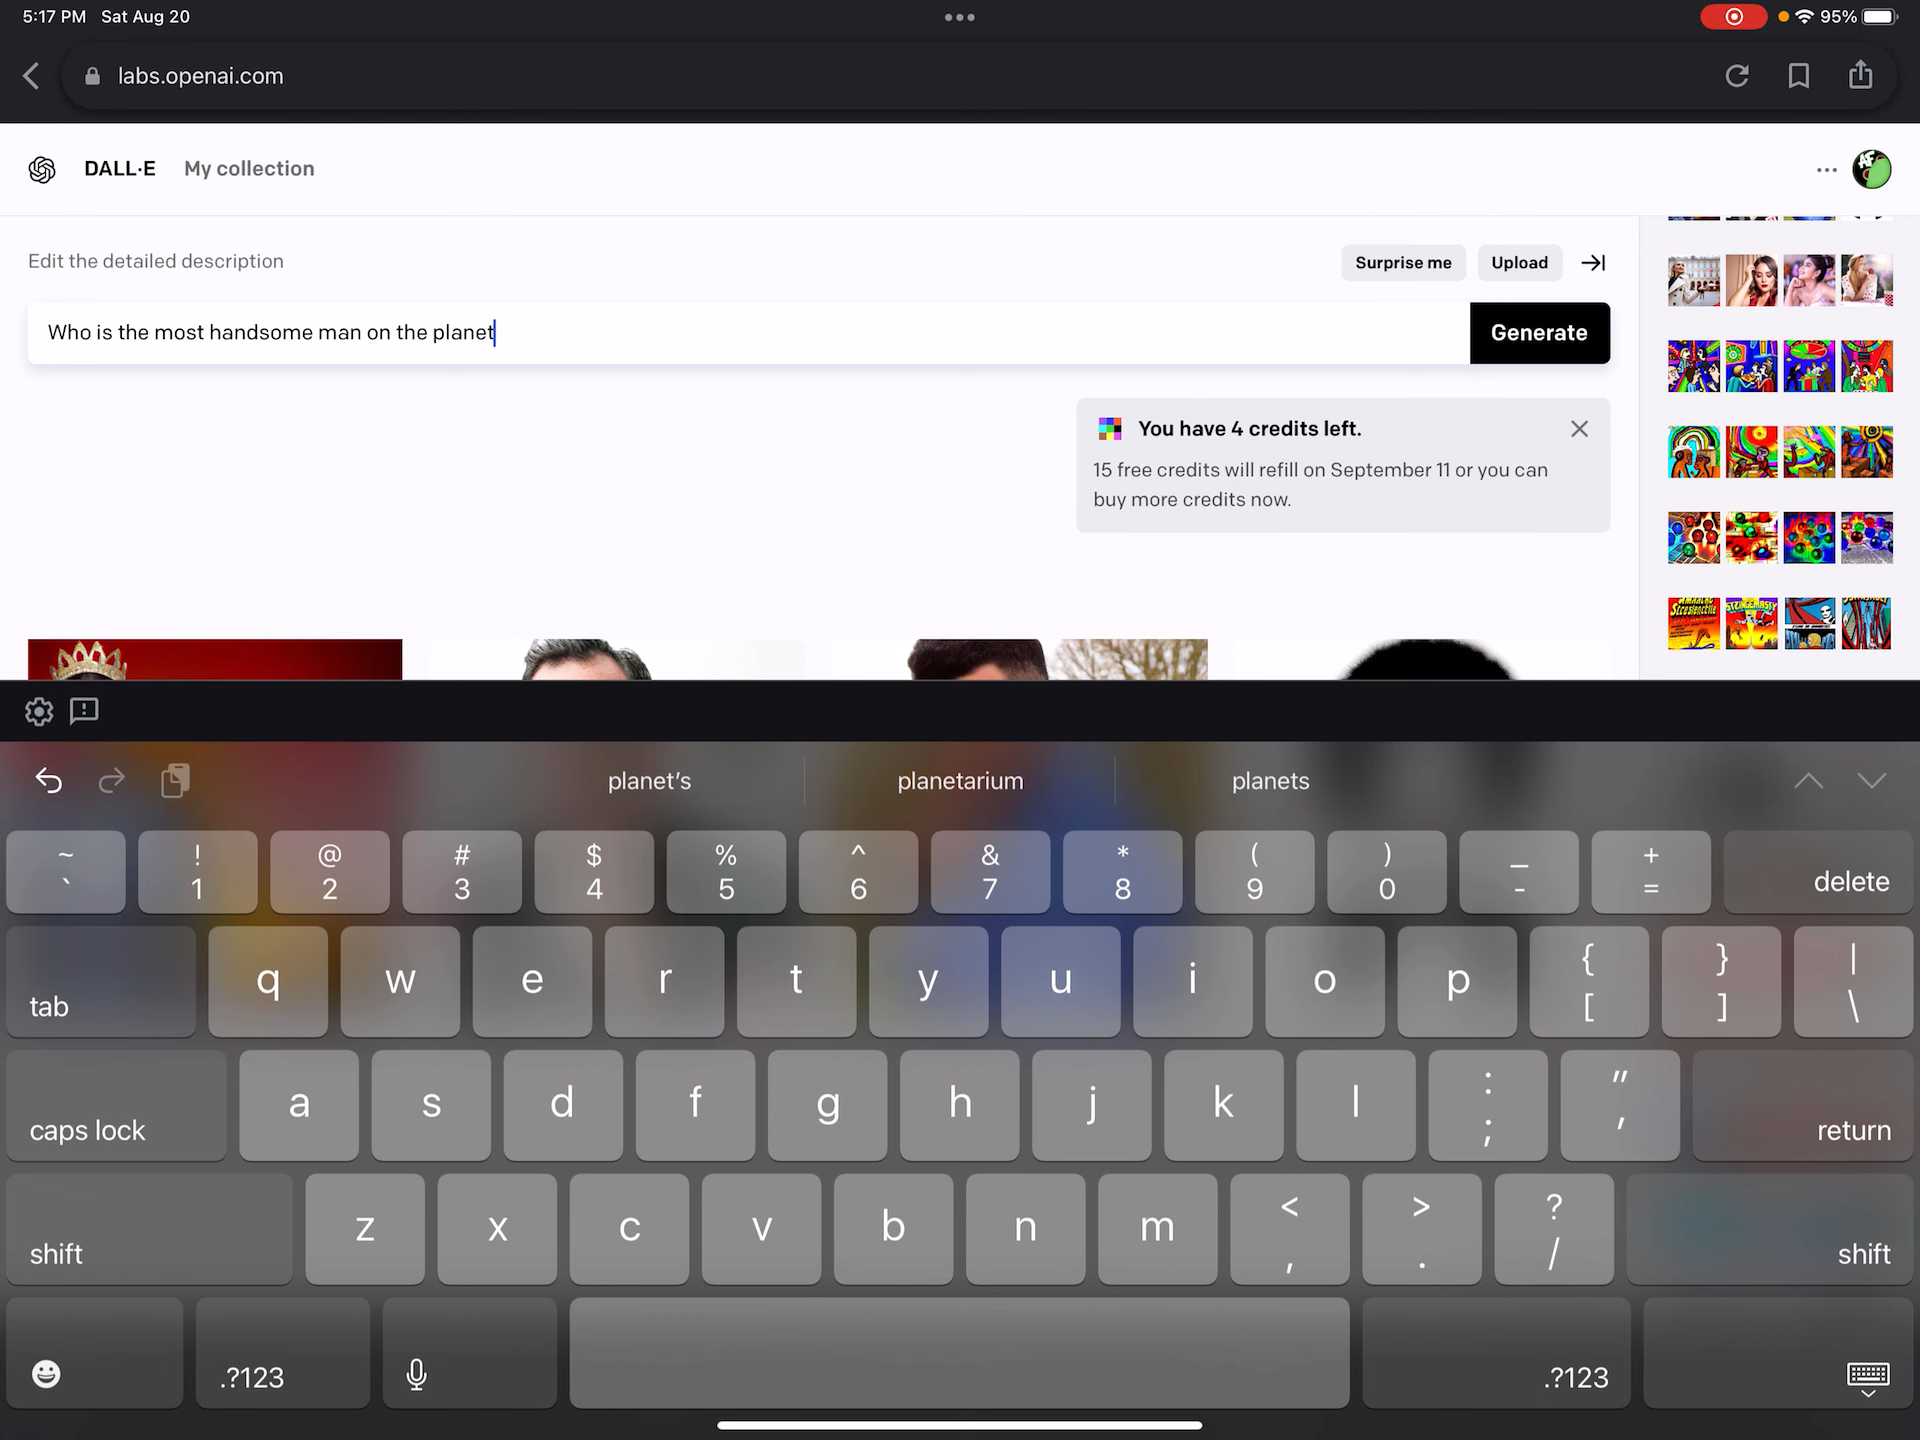 5:17 PM Sat Aug 20
95%
labs.openai.com
DALL·E My collection
Edit the detailed description
Surprise me Upload
Who is the most handsome man on the planet
Generate
You have 4 credits left.
15 free credits will refill on September 11 or you can
buy more credits now.
planet's planetarium planets
~ ! @ # $ % ^ & * ( ) _ +
` 1 2 3 4 5 6 7 8 9 0 - = delete
tab q w e r t y u i o p { [ } ] | \
caps lock a s d f g h j k l : ; " ' return
shift z x c v b n m < , > . ? / shift
.?123 .?123